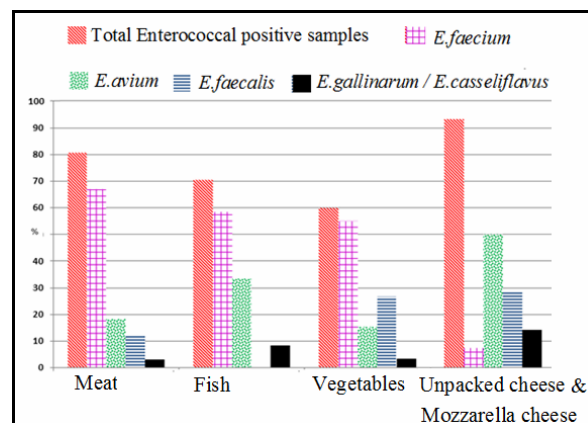 Total Enterococcal positive samples E.faecium
E.avium E.faecalis E.gallinarum / E.casseliflavus
100
90
80
70
60
%
40
30
20
10
0
Meat Fish Vegetables Unpacked cheese &
Mozzarella cheese